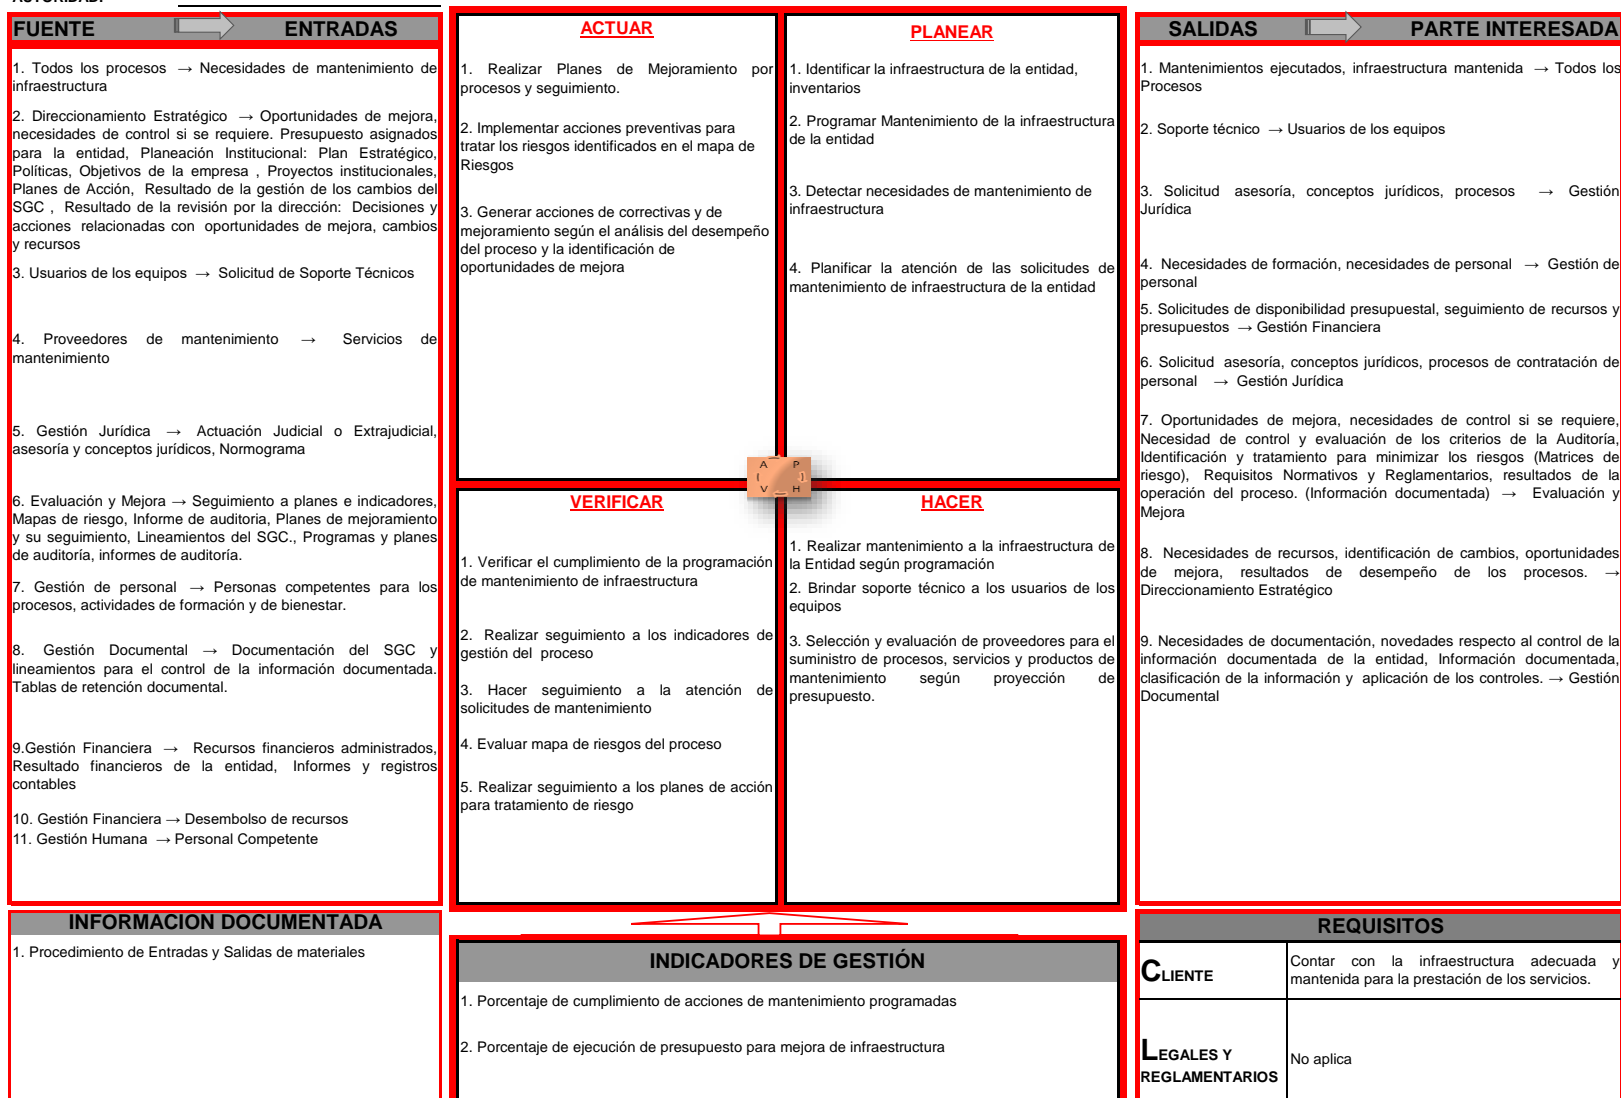 FUENTE ENTRADAS
1. Todos los procesos → Necesidades de mantenimiento de
infraestructura
2. Direccionamiento Estratégico → Oportunidades de mejora,
necesidades de control si se requiere. Presupuesto asignados
para la entidad, Planeación Institucional: Plan Estratégico,
Políticas, Objetivos de la empresa , Proyectos institucionales,
Planes de Acción, Resultado de la gestión de los cambios del
SGC , Resultado de la revisión por la dirección: Decisiones y
acciones relacionadas con oportunidades de mejora, cambios
y recursos
3. Usuarios de los equipos → Solicitud de Soporte Técnicos
4. Proveedores de mantenimiento → Servicios de
mantenimiento
5. Gestión Jurídica → Actuación Judicial o Extrajudicial,
asesoría y conceptos jurídicos, Normograma
6. Evaluación y Mejora → Seguimiento a planes e indicadores,
Mapas de riesgo, Informe de auditoria, Planes de mejoramiento
y su seguimiento, Lineamientos del SGC., Programas y planes
de auditoría, informes de auditoría.
7. Gestión de personal → Personas competentes para los
procesos, actividades de formación y de bienestar.
8. Gestión Documental → Documentación del SGC y
lineamientos para el control de la información documentada.
Tablas de retención documental.
9.Gestión Financiera → Recursos financieros administrados,
Resultado financieros de la entidad, Informes y registros
contables
10. Gestión Financiera → Desembolso de recursos
11. Gestión Humana → Personal Competente
ACTUAR
1. Realizar Planes de Mejoramiento por
procesos y seguimiento.
2. Implementar acciones preventivas para
tratar los riesgos identificados en el mapa de
Riesgos
3. Generar acciones de correctivas y de
mejoramiento según el análisis del desempeño
del proceso y la identificación de
oportunidades de mejora
PLANEAR
1. Identificar la infraestructura de la entidad,
inventarios
2. Programar Mantenimiento de la infraestructura
de la entidad
3. Detectar necesidades de mantenimiento de
infraestructura
4. Planificar la atención de las solicitudes de
mantenimiento de infraestructura de la entidad
A P
V H
VERIFICAR
1. Verificar el cumplimiento de la programación
de mantenimiento de infraestructura
2. Realizar seguimiento a los indicadores de
gestión del proceso
3. Hacer seguimiento a la atención de
solicitudes de mantenimiento
4. Evaluar mapa de riesgos del proceso
5. Realizar seguimiento a los planes de acción
para tratamiento de riesgo
HACER
1. Realizar mantenimiento a la infraestructura de
la Entidad según programación
2. Brindar soporte técnico a los usuarios de los
equipos
3. Selección y evaluación de proveedores para el
suministro de procesos, servicios y productos de
mantenimiento según proyección de
presupuesto.
SALIDAS PARTE INTERESADA
1. Mantenimientos ejecutados, infraestructura mantenida → Todos los
Procesos
2. Soporte técnico → Usuarios de los equipos
3. Solicitud asesoría, conceptos jurídicos, procesos → Gestión
Jurídica
4. Necesidades de formación, necesidades de personal → Gestión de
personal
5. Solicitudes de disponibilidad presupuestal, seguimiento de recursos y
presupuestos → Gestión Financiera
6. Solicitud asesoría, conceptos jurídicos, procesos de contratación de
personal → Gestión Jurídica
7. Oportunidades de mejora, necesidades de control si se requiere,
Necesidad de control y evaluación de los criterios de la Auditoría,
Identificación y tratamiento para minimizar los riesgos (Matrices de
riesgo), Requisitos Normativos y Reglamentarios, resultados de la
operación del proceso. (Información documentada) → Evaluación y
Mejora
8. Necesidades de recursos, identificación de cambios, oportunidades
de mejora, resultados de desempeño de los procesos. →
Direccionamiento Estratégico
9. Necesidades de documentación, novedades respecto al control de la
información documentada de la entidad, Información documentada,
clasificación de la información y aplicación de los controles. → Gestión
Documental
INFORMACION DOCUMENTADA
1. Procedimiento de Entradas y Salidas de materiales
INDICADORES DE GESTIÓN
1. Porcentaje de cumplimiento de acciones de mantenimiento programadas
2. Porcentaje de ejecución de presupuesto para mejora de infraestructura
REQUISITOS
CLIENTE
Contar con la infraestructura adecuada y
mantenida para la prestación de los servicios.
LEGALES Y
REGLAMENTARIOS
No aplica